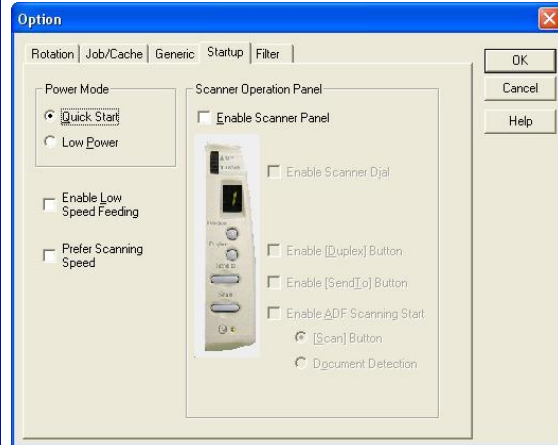 Option
Rotation Job/Cache Generic Startup Filter
OK
Cancel
Help
Power Mode
Quick Start
Low Power
Enable Low
Speed Feeding
Prefer Scanning
Speed
Scanner Operation Panel
Enable Scanner Panel
Enable Scanner Dial
Enable [Duplex] Button
Enable [SendTo] Button
Enable ADF Scanning Start
[Scan] Button
Document Detection
Scan